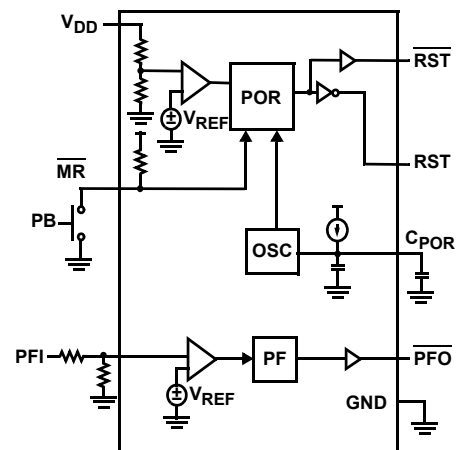 VDD
RST
POR
VREF
MR
RST
PB
CPOR
OSC
PFI
PF
PFO
VREF
GND